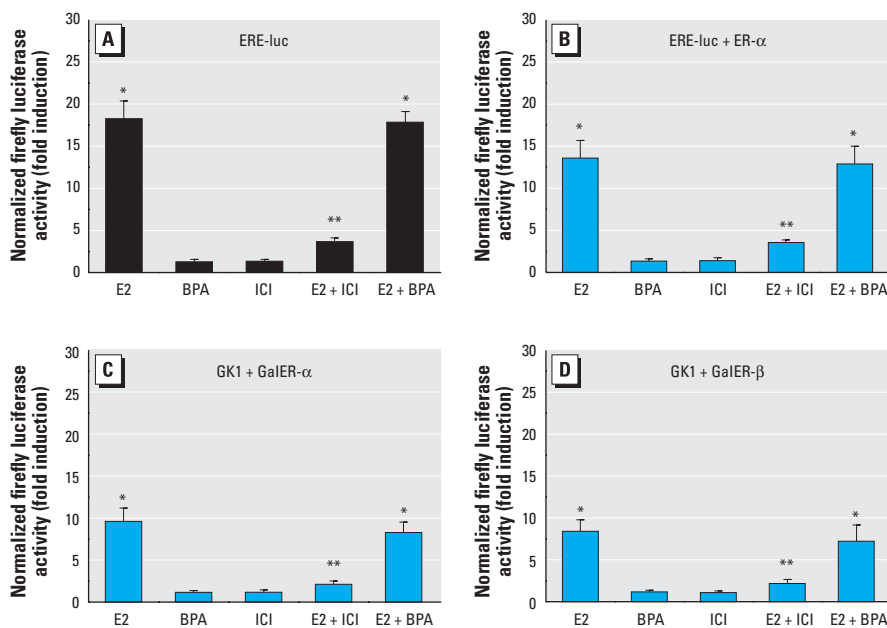 A
ERE-luc
Normalized firefly luciferase
activity (fold induction)
30
25
20
15
10
5
0
*
**
*
E2
BPA
ICI
E2 + ICI
E2 + BPA
B
ERE-luc + ER-α
Normalized firefly luciferase
activity (fold induction)
30
25
20
15
10
5
0
*
**
*
E2
BPA
ICI
E2 + ICI
E2 + BPA
C
GK1 + GalER-α
Normalized firefly luciferase
activity (fold induction)
30
25
20
15
10
5
0
*
**
*
E2
BPA
ICI
E2 + ICI
E2 + BPA
D
GK1 + GalER-β
Normalized firefly luciferase
activity (fold induction)
30
25
20
15
10
5
0
*
**
*
E2
BPA
ICI
E2 + ICI
E2 + BPA